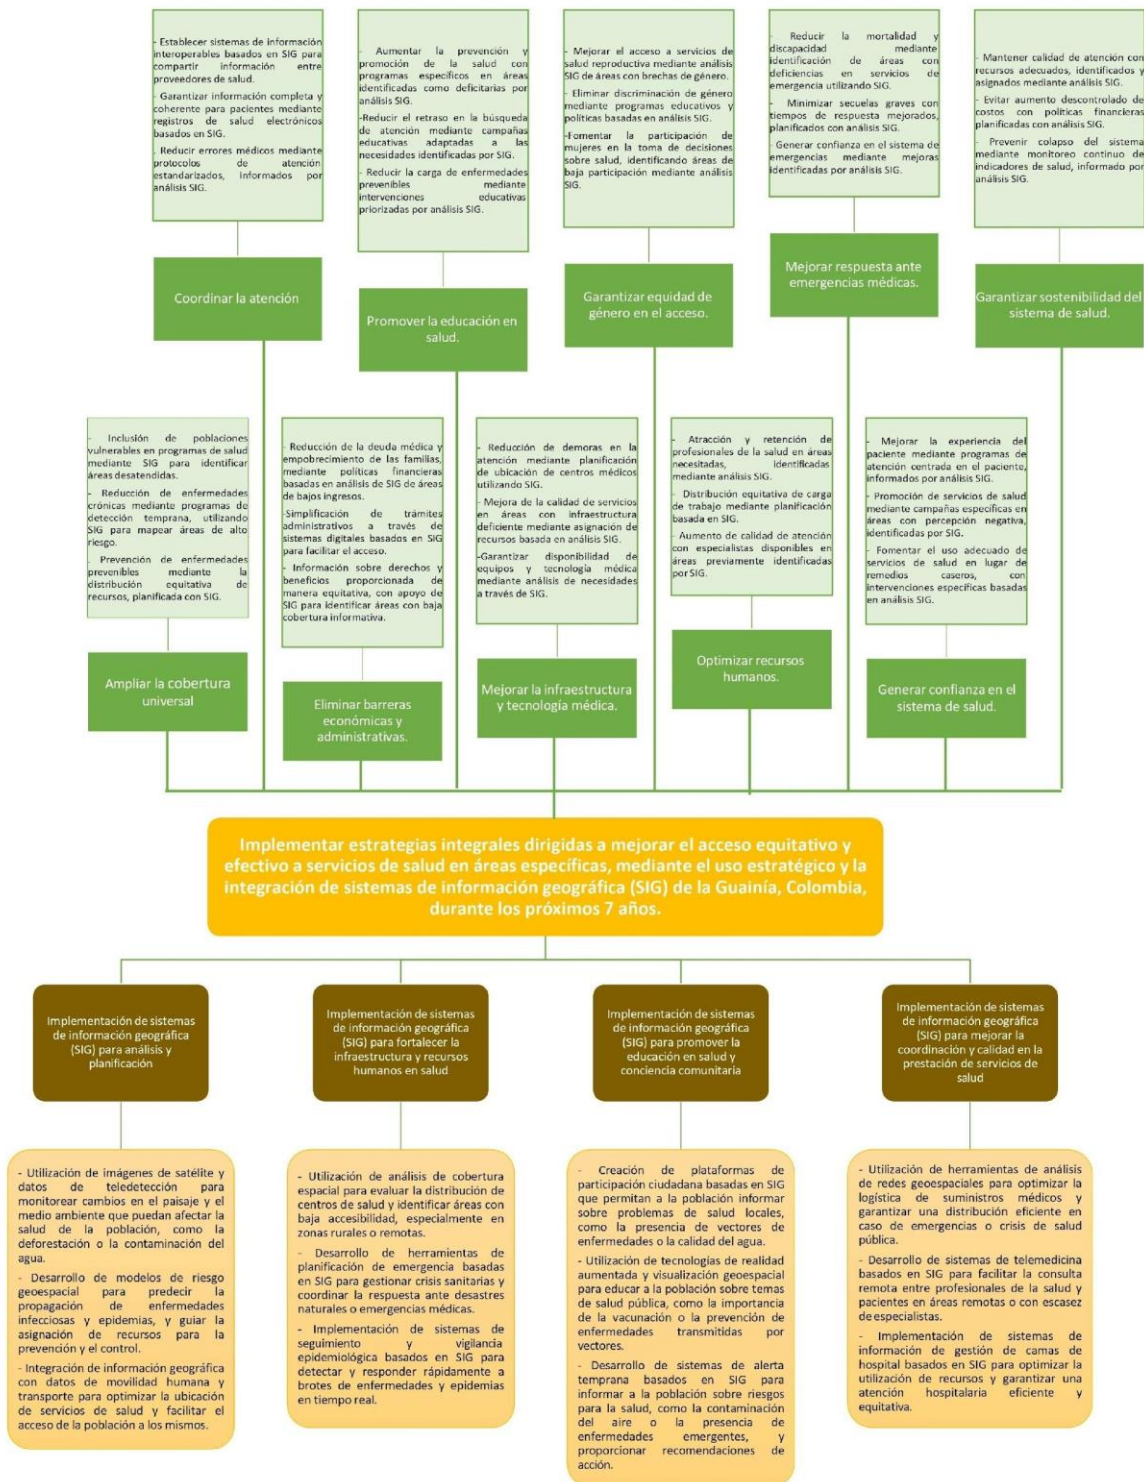 - Establecer sistemas de información
interoperables basados en SIG para
compartir información entre
proveedores de salud.
- Garantizar información completa y
coherente para pacientes mediante
registros de salud electrónicos
basados en SIG.
- Reducir errores médicos mediante
protocolos de atención
estandarizados, informados por
análisis SIG.
Coordinar la atención
- Aumentar la prevención y
promoción de la salud con
programas específicos en áreas
identificadas como deficitarias por
análisis SIG.
-Reducir el retraso en la búsqueda
de atención mediante campañas
educativas adaptadas a las
necesidades identificadas por SIG.
- Reducir la carga de enfermedades
prevenibles mediante
intervenciones educativas
priorizadas por análisis SIG.
Promover la educación en
salud.
- Mejorar el acceso a servicios de
salud reproductiva mediante análisis
SIG de áreas con brechas de género.
- Eliminar discriminación de género
mediante programas educativos y
políticas basadas en análisis SIG.
-Fomentar la participación de
mujeres en la toma de decisiones
sobre salud, identificando áreas de
baja participación mediante análisis
SIG.
Garantizar equidad de
género en el acceso.
- Reducir la mortalidad y
discapacidad mediante
identificación de áreas con
deficiencias en servicios de
emergencia utilizando SIG.
- Minimizar secuelas graves con
tiempos de respuesta mejorados,
planificados con análisis SIG.
- Generar confianza en el sistema de
emergencias mediante mejoras
identificadas por análisis SIG.
Mejorar respuesta ante
emergencias médicas.
- Mantener calidad de atención con
recursos adecuados, identificados y
asignados mediante análisis SIG.
- Evitar aumento descontrolado de
costos con políticas financieras
planificadas con análisis SIG.
- Prevenir colapso del sistema
mediante monitoreo continuo de
indicadores de salud, informado por
análisis SIG.
Garantizar sostenibilidad del
sistema de salud.
- Inclusión de poblaciones
vulnerables en programas de salud
mediante SIG para identificar
áreas desatendidas.
- Reducción de enfermedades
crónicas mediante programas de
detección temprana, utilizando
SIG para mapear áreas de alto
riesgo.
- Prevención de enfermedades
prevenibles mediante la
distribución equitativa de
recursos, planificada con SIG.
Ampliar la cobertura
universal
- Reducción de la deuda médica y
empobrecimiento de las familias,
mediante políticas financieras
basadas en análisis de SIG de áreas
de bajos ingresos.
-Simplificación de trámites
administrativos a través de
sistemas digitales basados en SIG
para facilitar el acceso.
- Información sobre derechos y
beneficios proporcionada de
manera equitativa, con apoyo de
SIG para identificar áreas con baja
cobertura informativa.
Eliminar barreras
económicas y
administrativas.
- Reducción de demoras en la
atención mediante planificación
de ubicación de centros médicos
utilizando SIG.
- Mejora de la calidad de servicios
en áreas con infraestructura
deficiente mediante asignación de
recursos basada en análisis SIG.
-Garantizar disponibilidad de
equipos y tecnología médica
mediante análisis de necesidades
a través de SIG.
Mejorar la infraestructura
y tecnología médica.
- Atracción y retención de
profesionales de la salud en áreas
necesitadas, identificadas
mediante análisis SIG.
- Distribución equitativa de carga
de trabajo mediante planificación
basada en SIG.
- Aumento de calidad de atención
con especialistas disponibles en
áreas previamente identificadas
por SIG.
Optimizar recursos
humanos.
- Mejorar la experiencia del
paciente mediante programas de
atención centrada en el paciente,
informados por análisis SIG.
- Promoción de servicios de salud
mediante campañas específicas en
áreas con percepción negativa,
identificadas por SIG.
- Fomentar el uso adecuado de
servicios de salud en lugar de
remedios caseros, con
intervenciones específicas basadas
en análisis SIG.
Generar confianza en el
sistema de salud.
Implementar estrategias integrales dirigidas a mejorar el acceso equitativo y
efectivo a servicios de salud en áreas específicas, mediante el uso estratégico y la
integración de sistemas de información geográfica (SIG) de la Guainía, Colombia,
durante los próximos 7 años.
Implementación de sistemas
de información geográfica
(SIG) para análisis y
planificación
Implementación de sistemas
de información geográfica
(SIG) para fortalecer la
infraestructura y recursos
humanos en salud
Implementación de sistemas
de información geográfica
(SIG) para promover la
educación en salud y
conciencia comunitaria
Implementación de sistemas
de información geográfica
(SIG) para mejorar la
coordinación y calidad en la
prestación de servicios de
salud
- Utilización de imágenes de satélite y
datos de teledetección para
monitorear cambios en el paisaje y el
medio ambiente que puedan afectar la
salud de la población, como la
deforestación o la contaminación del
agua.
- Desarrollo de modelos de riesgo
geoespacial para predecir la
propagación de enfermedades
infecciosas y epidemias, y guiar la
asignación de recursos para la
prevención y el control.
- Integración de información geográfica
con datos de movilidad humana y
transporte para optimizar la ubicación
de servicios de salud y facilitar el
acceso de la población a los mismos.
- Utilización de análisis de cobertura
espacial para evaluar la distribución de
centros de salud y identificar áreas con
baja accesibilidad, especialmente en
zonas rurales o remotas.
- Desarrollo de herramientas de
planificación de emergencia basadas
en SIG para gestionar crisis sanitarias y
coordinar la respuesta ante desastres
naturales o emergencias médicas.
- Implementación de sistemas de
seguimiento y vigilancia
epidemiológica basados en SIG para
detectar y responder rápidamente a
brotes de enfermedades y epidemias
en tiempo real.
- Creación de plataformas de
participación ciudadana basadas en SIG
que permitan a la población informar
sobre problemas de salud locales,
como la presencia de vectores de
enfermedades o la calidad del agua.
- Utilización de tecnologías de realidad
aumentada y visualización geoespacial
para educar a la población sobre temas
de salud pública, como la importancia
de la vacunación o la prevención de
enfermedades transmitidas por
vectores.
- Desarrollo de sistemas de alerta
temprana basados en SIG para
informar a la población sobre riesgos
para la salud, como la contaminación
del aire o la presencia de
enfermedades emergentes, y
proporcionar recomendaciones de
acción.
- Utilización de herramientas de análisis
de redes geoespaciales para optimizar la
logística de suministros médicos y
garantizar una distribución eficiente en
caso de emergencias o crisis de salud
pública.
- Desarrollo de sistemas de telemedicina
basados en SIG para facilitar la consulta
remota entre profesionales de la salud y
pacientes en áreas remotas o con escasez
de especialistas.
- Implementación de sistemas de
información de gestión de camas de
hospital basados en SIG para optimizar la
utilización de recursos y garantizar una
atención hospitalaria eficiente y
equitativa.